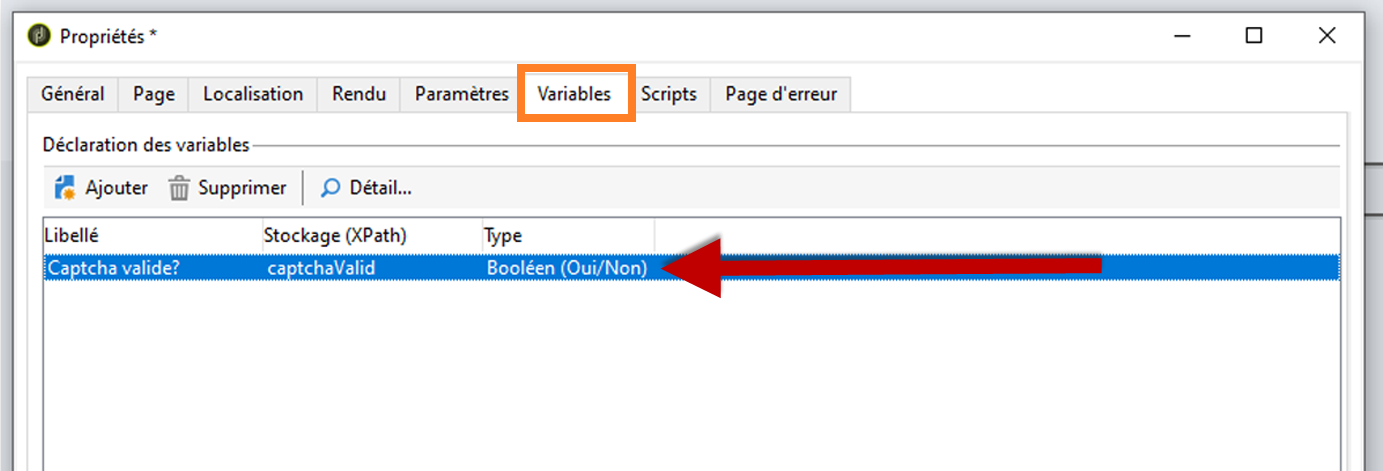 Propriétés *
Général Page Localisation Rendu Paramètres Variables Scripts Page d'erreur
Déclaration des variables
Ajouter Supprimer Détail...
Libellé Stockage (XPath) Type
Captcha valide? captchaValid Booléen (Oui/Non)